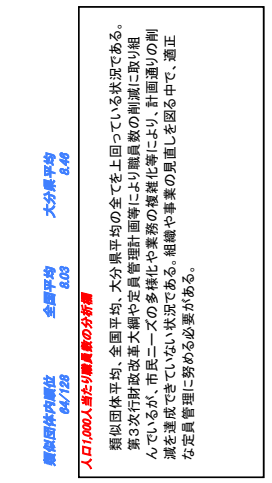 類似団体内順位 全国平均 大分県平均
64/128 8.03 8.46
人口1,000人当たり職員数の分析欄
類似団体平均、全国平均、大分県平均の全てを上回っている状況である。
第3次行財政改革大綱や定員管理計画等により職員数の削減に取り組
んでいるが、市民ニーズの多様化や業務の複雑化等により、計画通りの削
減を達成できていない状況である。組織や事業の見直しを図る中で、適正
な定員管理に努める必要がある。